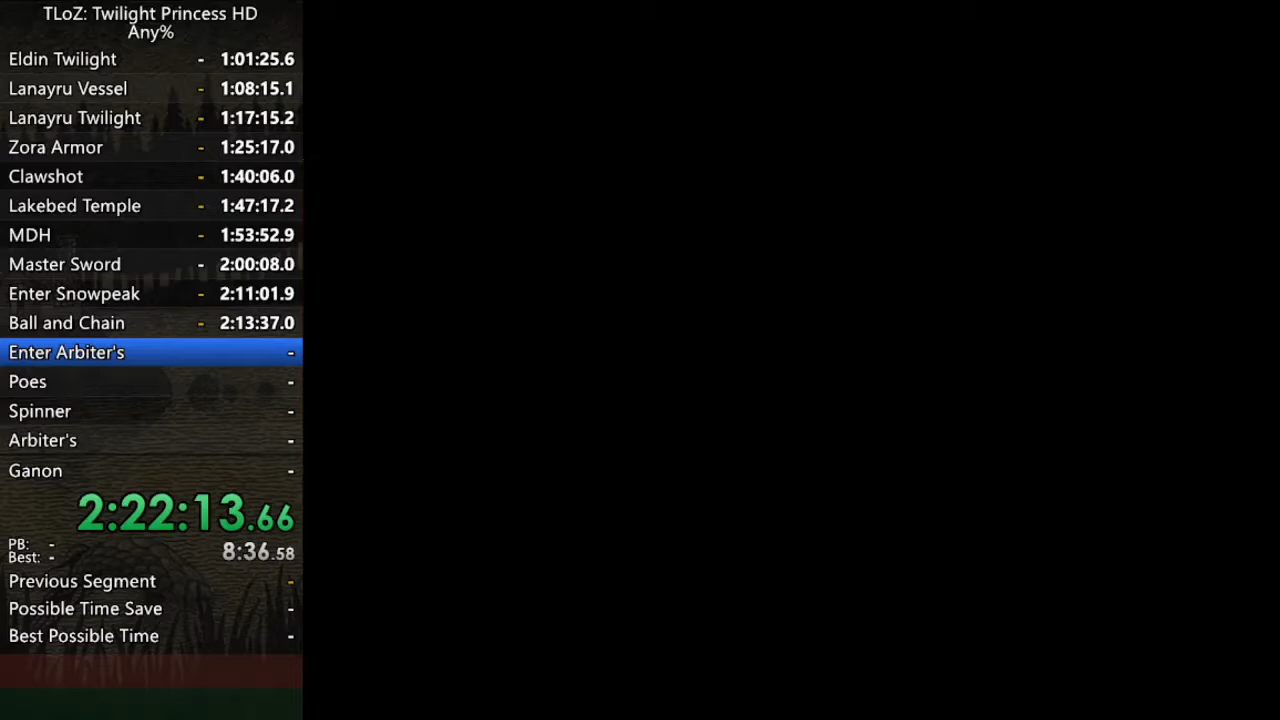 TLoZ: Twilight Princess HD
Any%
Eldin Twilight - 1:01:25.6
Lanayru Vessel - 1:08:15.1
Lanayru Twilight - 1:17:15.2
Zora Armor - 1:25:17.0
Clawshot - 1:40:06.0
Lakebed Temple - 1:47:17.2
MDH - 1:53:52.9
Master Sword - 2:00:08.0
Enter Snowpeak - 2:11:01.9
Ball and Chain - 2:13:37.0
Enter Arbiter's -
Poes -
Spinner -
Arbiter's -
Ganon -
2:22:13.66
PB: - 8:36.58
Best: -
Previous Segment -
Possible Time Save -
Best Possible Time -